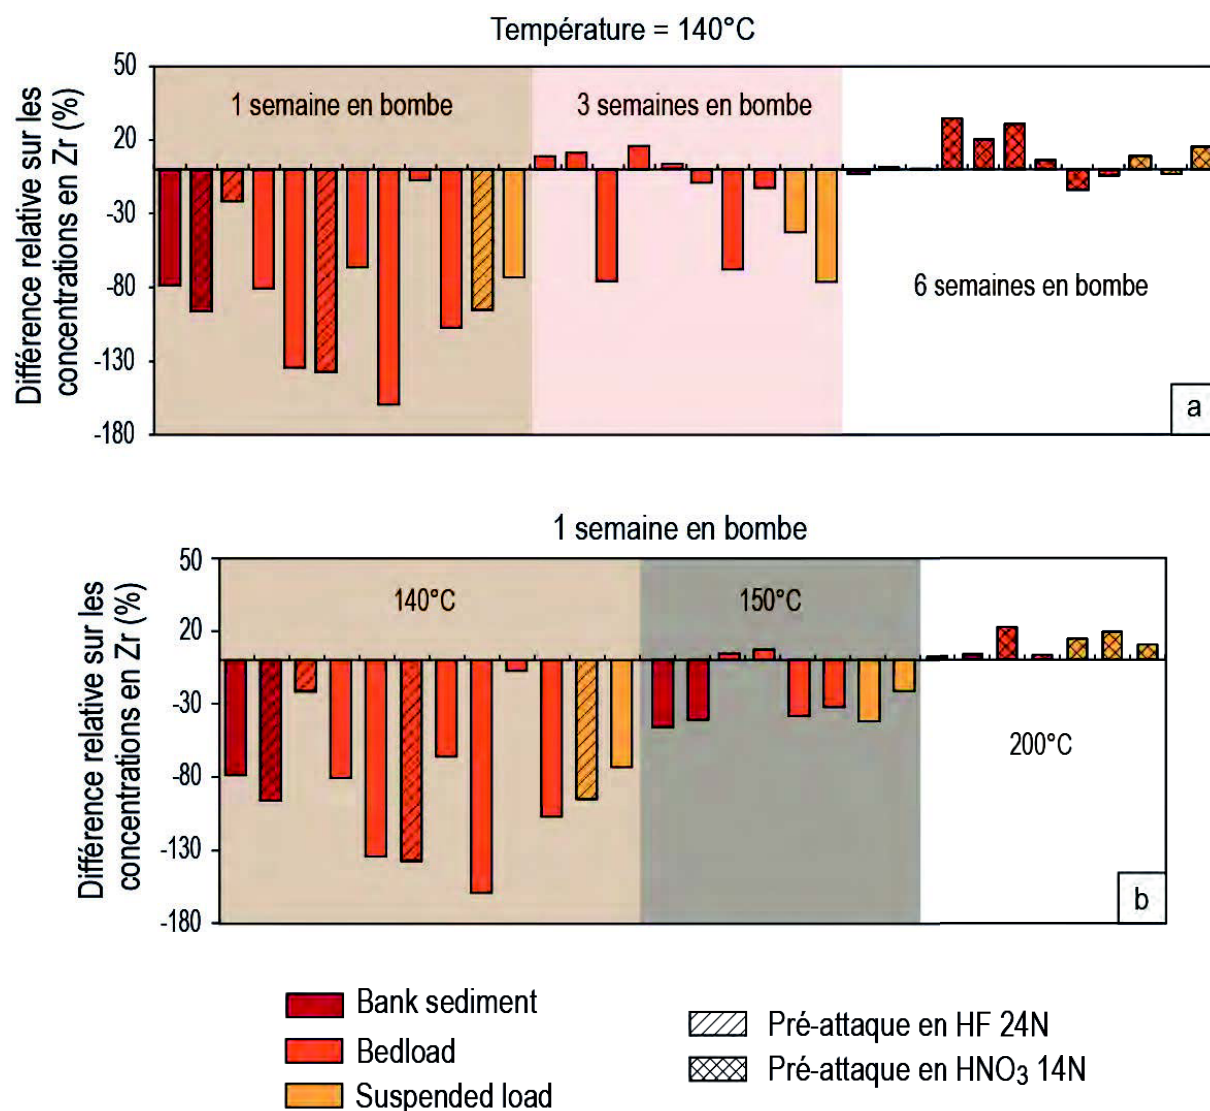 Température = 140°C
Différence relative sur les
concentrations en Zr (%)
50
20
-30
-80
-130
-180
1 semaine en bombe
3 semaines en bombe
6 semaines en bombe
a
1 semaine en bombe
Différence relative sur les
concentrations en Zr (%)
50
20
-30
-80
-130
-180
140°C
150°C
200°C
b
Bank sediment
Bedload
Suspended load
Pré-attaque en HF 24N
Pré-attaque en HNO₃ 14N